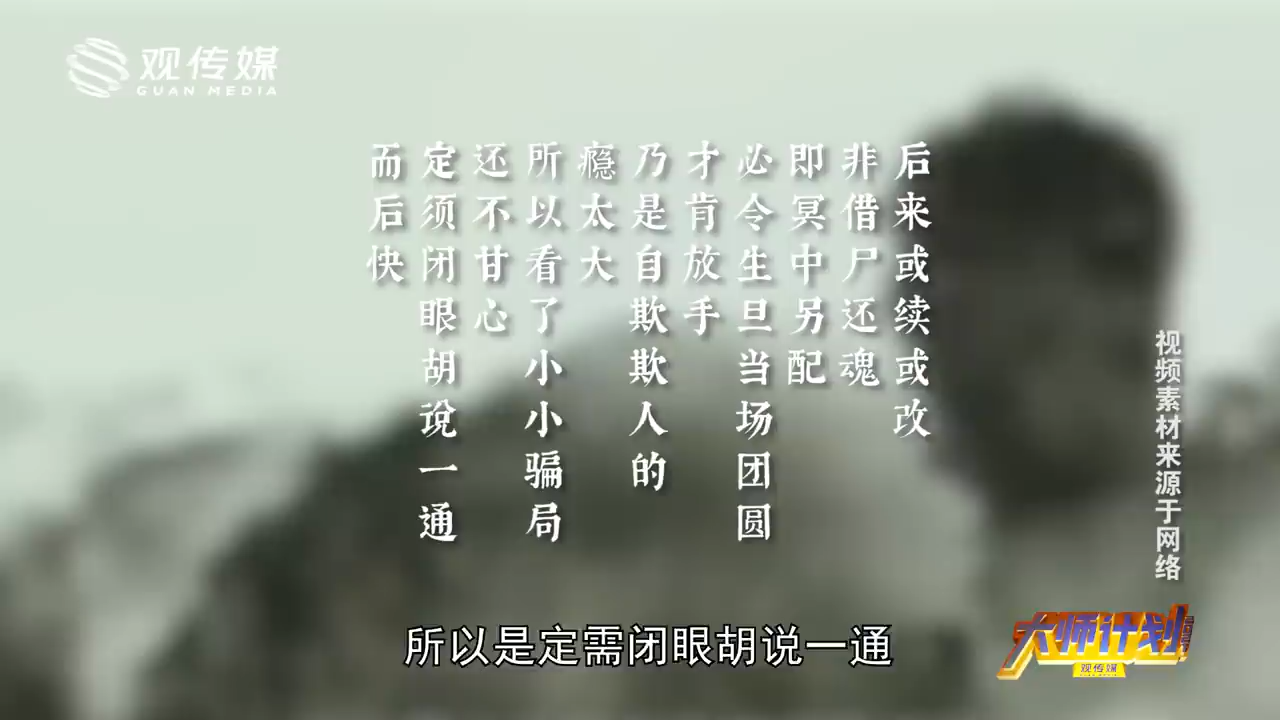 观传媒
GUAN MEDIA
后来或续或改
非借尸还魂
即冥中另配
必令生旦当场团圆
才肯放手
乃是自欺欺人的
瘾太大
所以看了小小骗局
还不甘心
定须闭眼胡说一通
而后快
视频素材来源于网络
所以是定需闭眼胡说一通
大师计划
观传媒